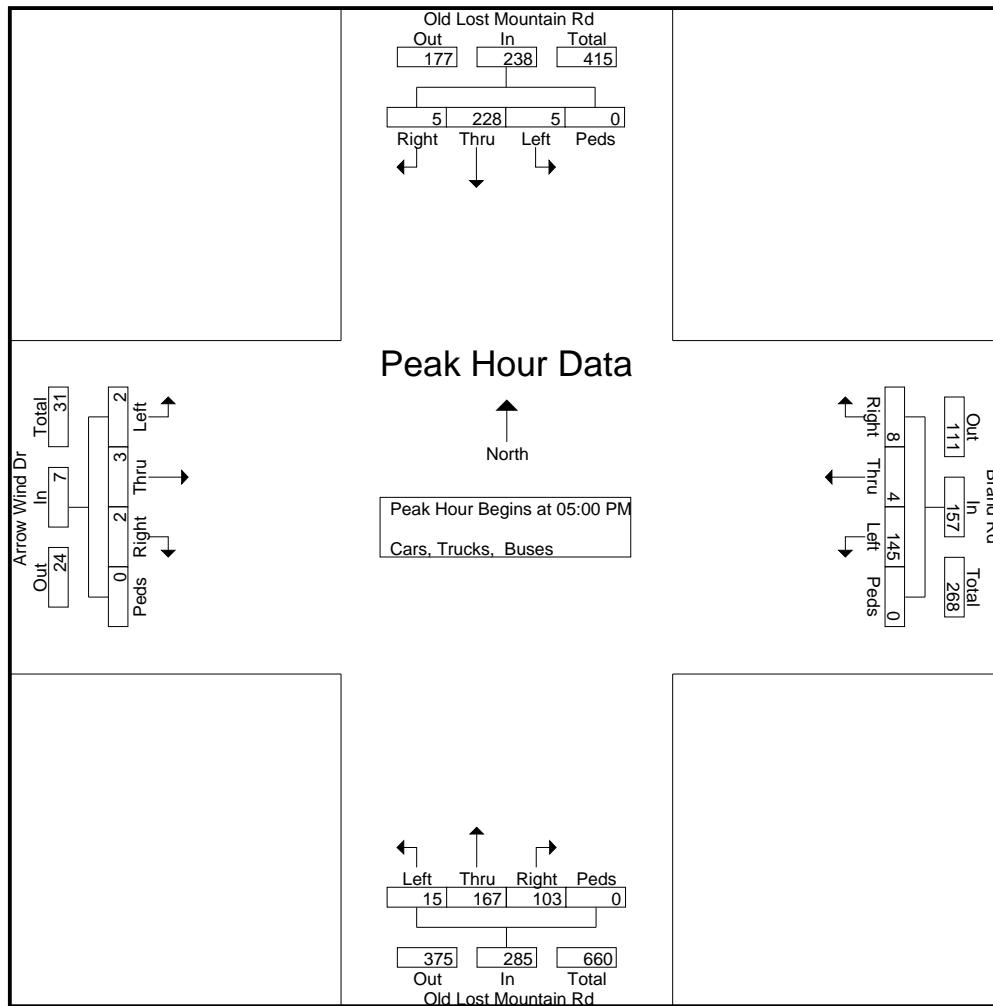 Old Lost Mountain Rd
Out In Total
177 238 415
5 228 5 0
Right Thru Left Peds
Peak Hour Data
North
Peak Hour Begins at 05:00 PM
Cars, Trucks, Buses
Arrow Wind Dr
Out In Total
24 7 31
2 3 2 0
Left Thru Right Peds
Right Thru Left Peds
8 4 145 0
Out In Total
111 157 268
Rd
Left Thru Right Peds
15 167 103 0
375 285 660
Out In Total
Old Lost Mountain Rd